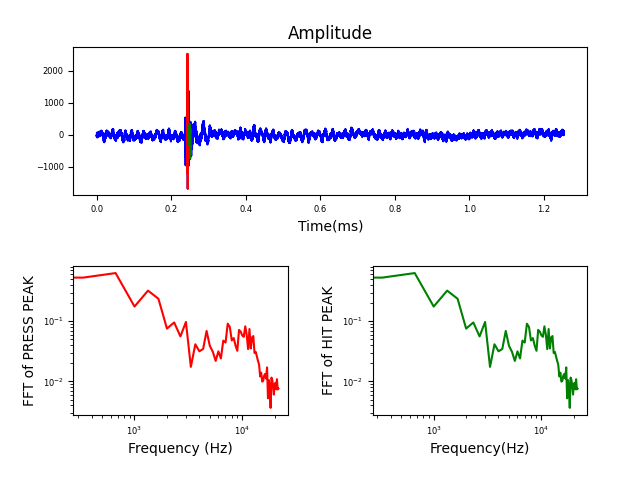 Amplitude
2000
1000
0
−1000
0.0 0.2 0.4 0.6 0.8 1.0 1.2
Time(ms)
FFT of PRESS PEAK
10⁻¹
10⁻²
10³ 10⁴
Frequency (Hz)
FFT of HIT PEAK
10⁻¹
10⁻²
10³ 10⁴
Frequency(Hz)